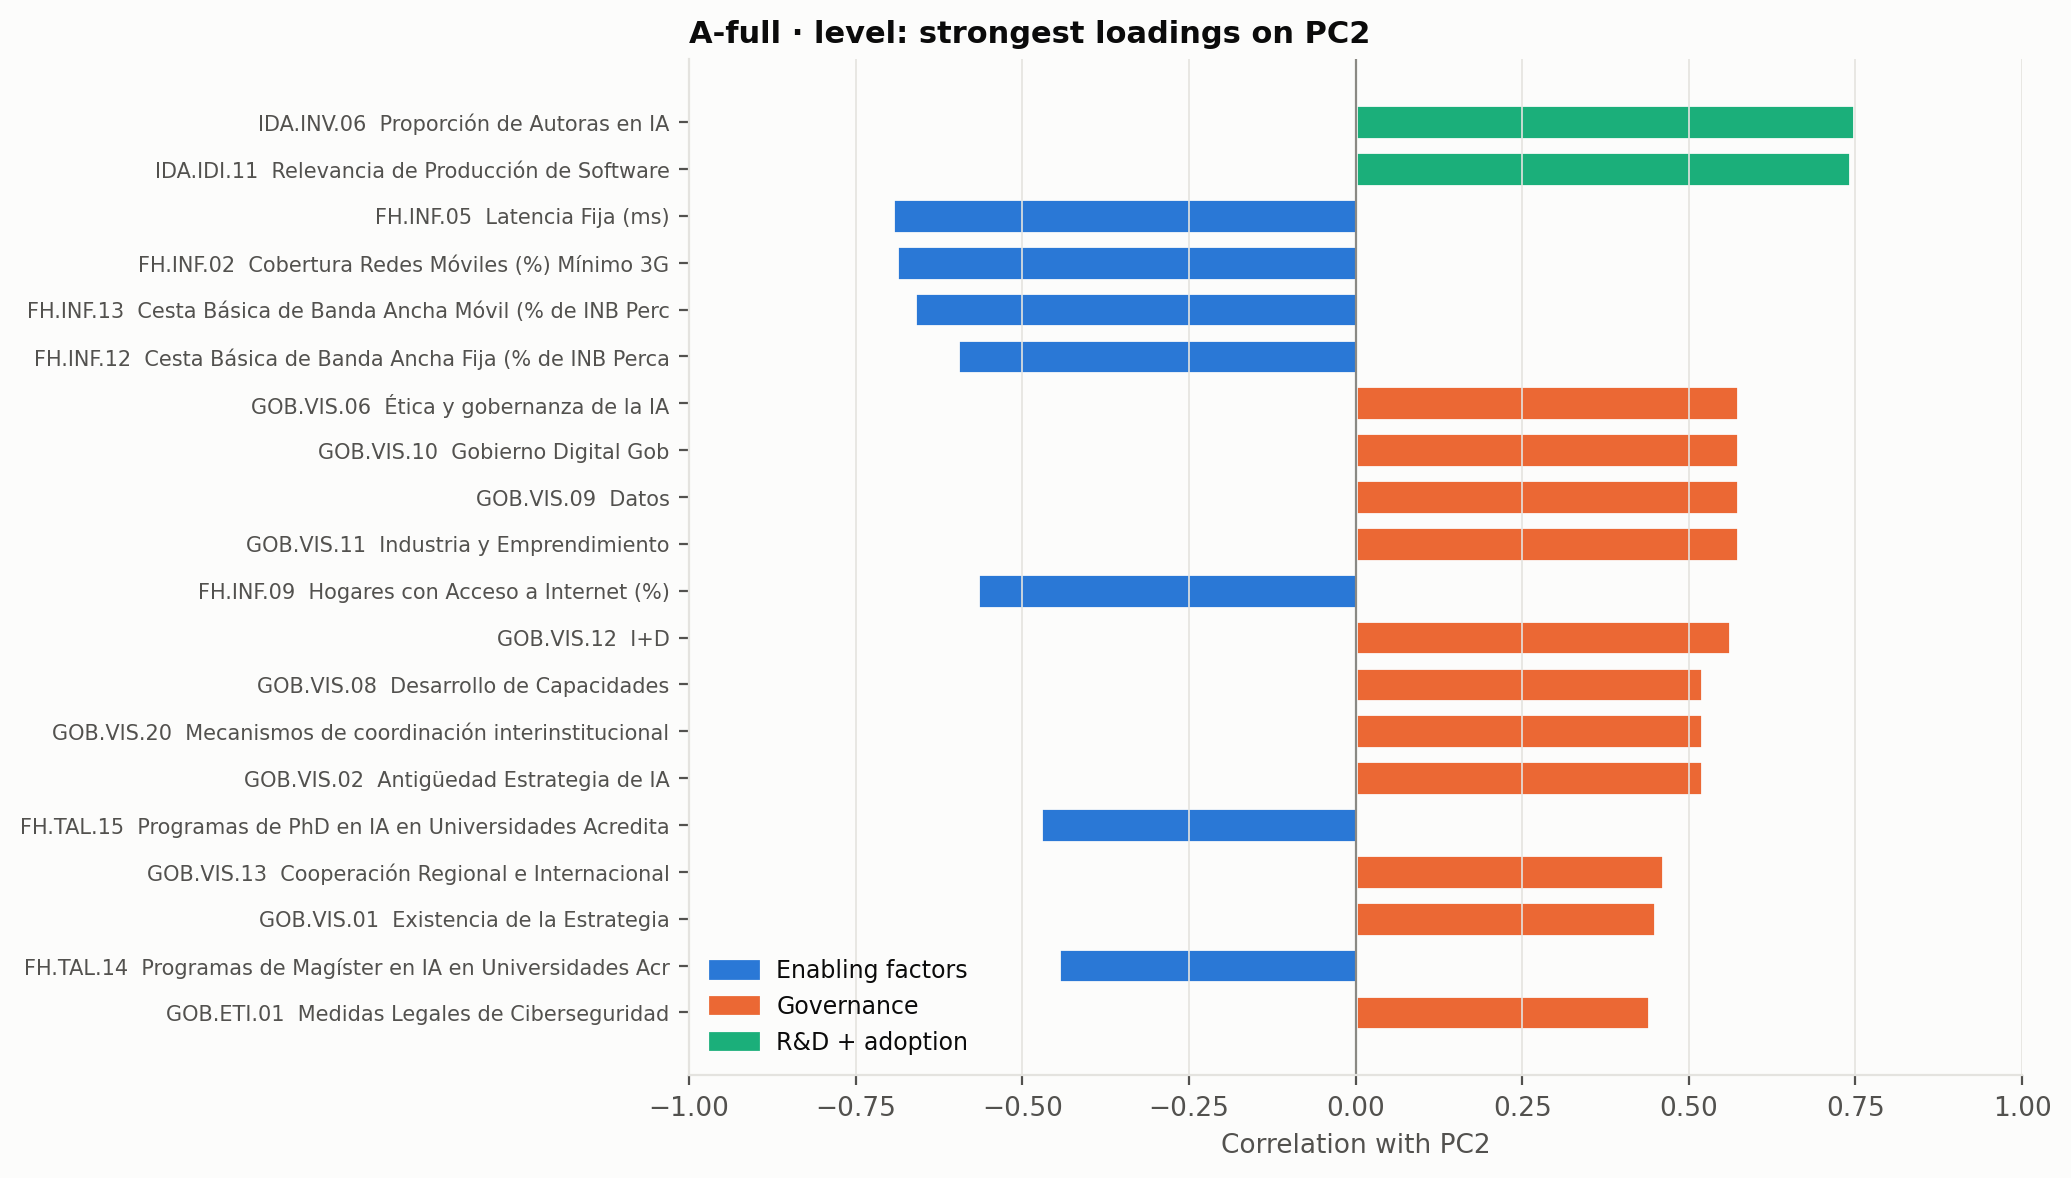 A-full · level: strongest loadings on PC2
IDA.INV.06 Proporción de Autoras en IA
IDA.IDI.11 Relevancia de Producción de Software
FH.INF.05 Latencia Fija (ms)
FH.INF.02 Cobertura Redes Móviles (%) Mínimo 3G
FH.INF.13 Cesta Básica de Banda Ancha Móvil (% de INB Perc
FH.INF.12 Cesta Básica de Banda Ancha Fija (% de INB Perca
GOB.VIS.06 Ética y gobernanza de la IA
GOB.VIS.10 Gobierno Digital Gob
GOB.VIS.09 Datos
GOB.VIS.11 Industria y Emprendimiento
FH.INF.09 Hogares con Acceso a Internet (%)
GOB.VIS.12 I+D
GOB.VIS.08 Desarrollo de Capacidades
GOB.VIS.20 Mecanismos de coordinación interinstitucional
GOB.VIS.02 Antigüedad Estrategia de IA
FH.TAL.15 Programas de PhD en IA en Universidades Acredita
GOB.VIS.13 Cooperación Regional e Internacional
GOB.VIS.01 Existencia de la Estrategia
FH.TAL.14 Programas de Magíster en IA en Universidades Acr
GOB.ETI.01 Medidas Legales de Ciberseguridad
Enabling factors
Governance
R&D + adoption
−1.00 −0.75 −0.50 −0.25 0.00 0.25 0.50 0.75 1.00
Correlation with PC2